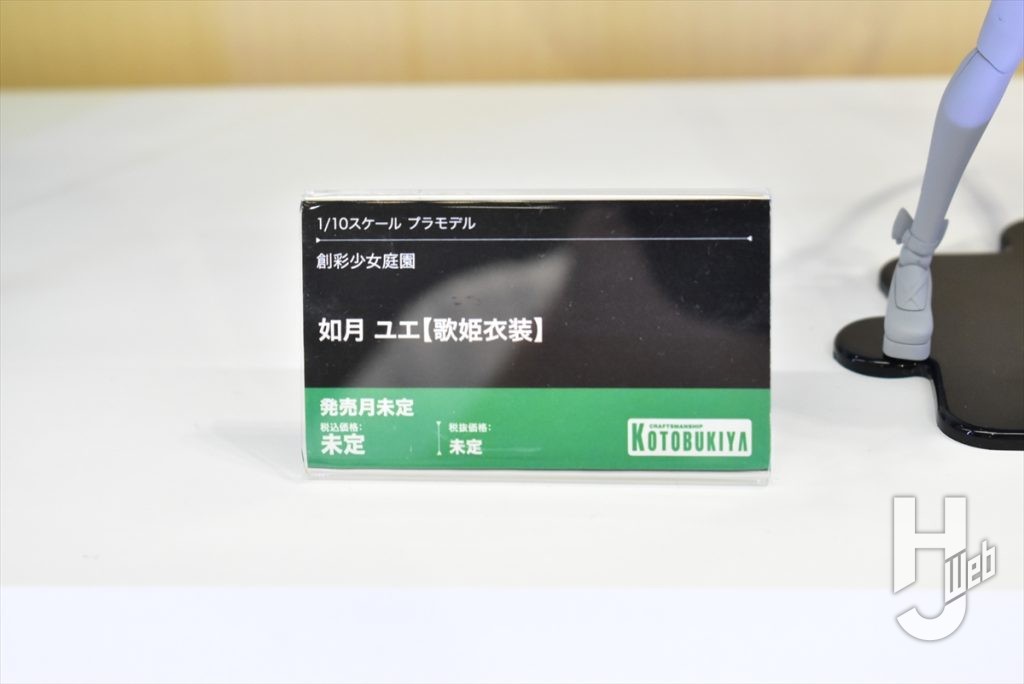 1/10スケール プラモデル
創彩少女庭園
如月 ユエ【歌姫衣装】
発売月未定
税込価格:
未定
税抜価格:
未定
CRAFTSMANSHIP
KOTOBUKIYA
HJ Web